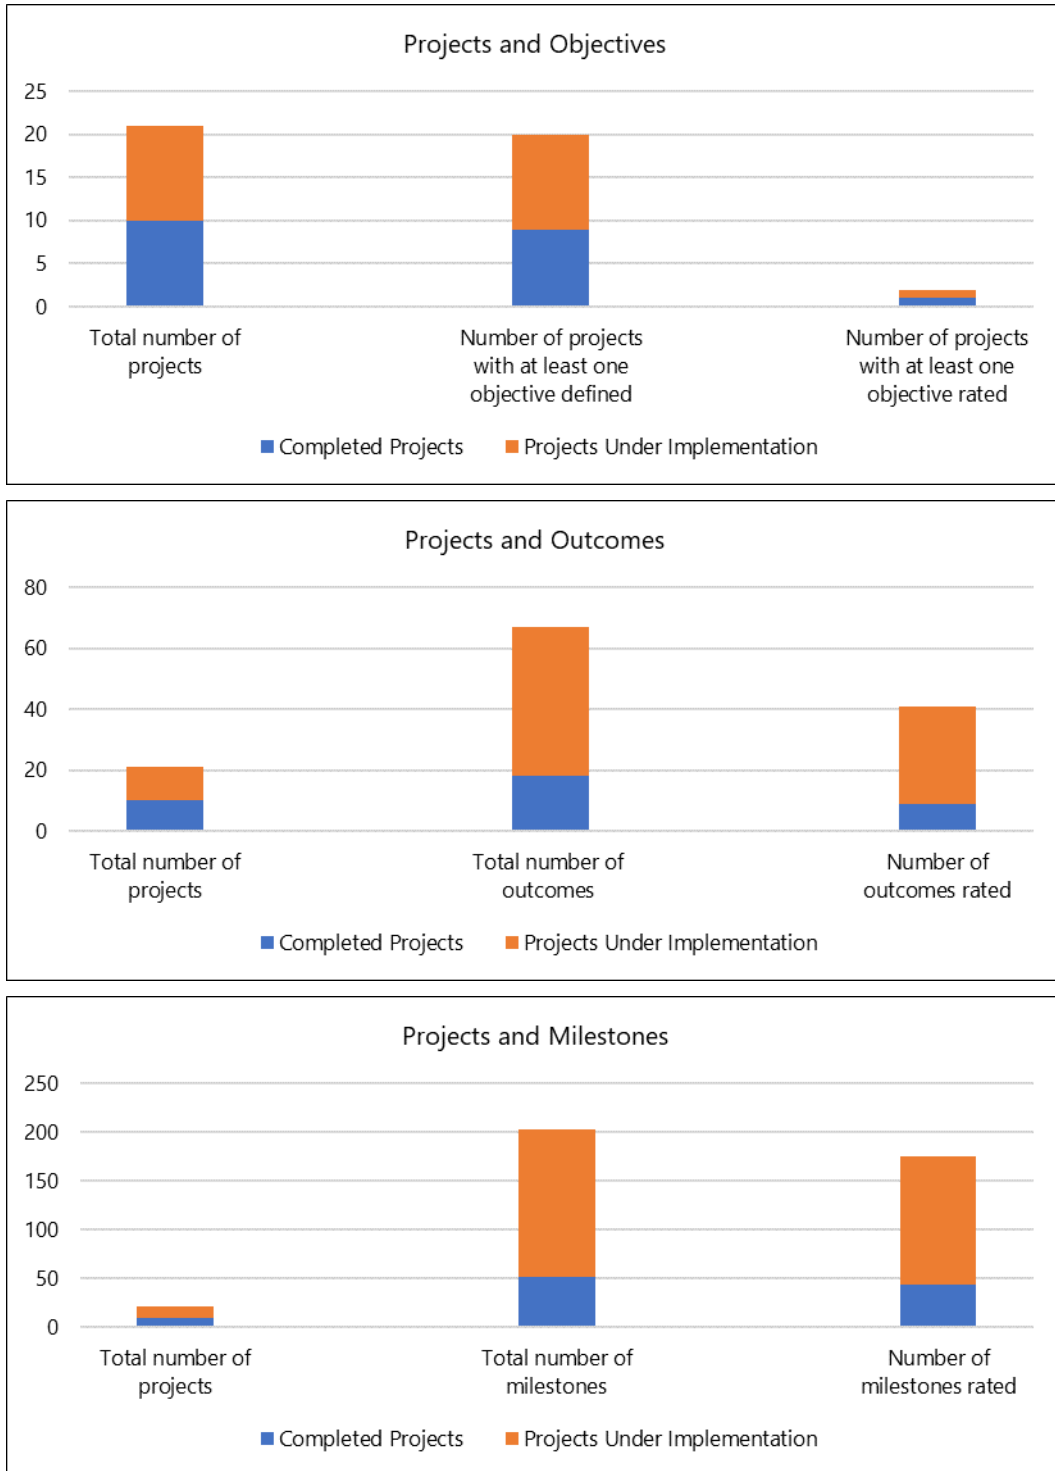 Projects and Objectives
25
20
15
10
5
0
Total number of
projects
Number of projects
with at least one
objective defined
Number of projects
with at least one
objective rated
Completed Projects
Projects Under Implementation
Projects and Outcomes
80
60
40
20
0
Total number of
projects
Total number of
outcomes
Number of
outcomes rated
Completed Projects
Projects Under Implementation
Projects and Milestones
250
200
150
100
50
0
Total number of
projects
Total number of
milestones
Number of
milestones rated
Completed Projects
Projects Under Implementation